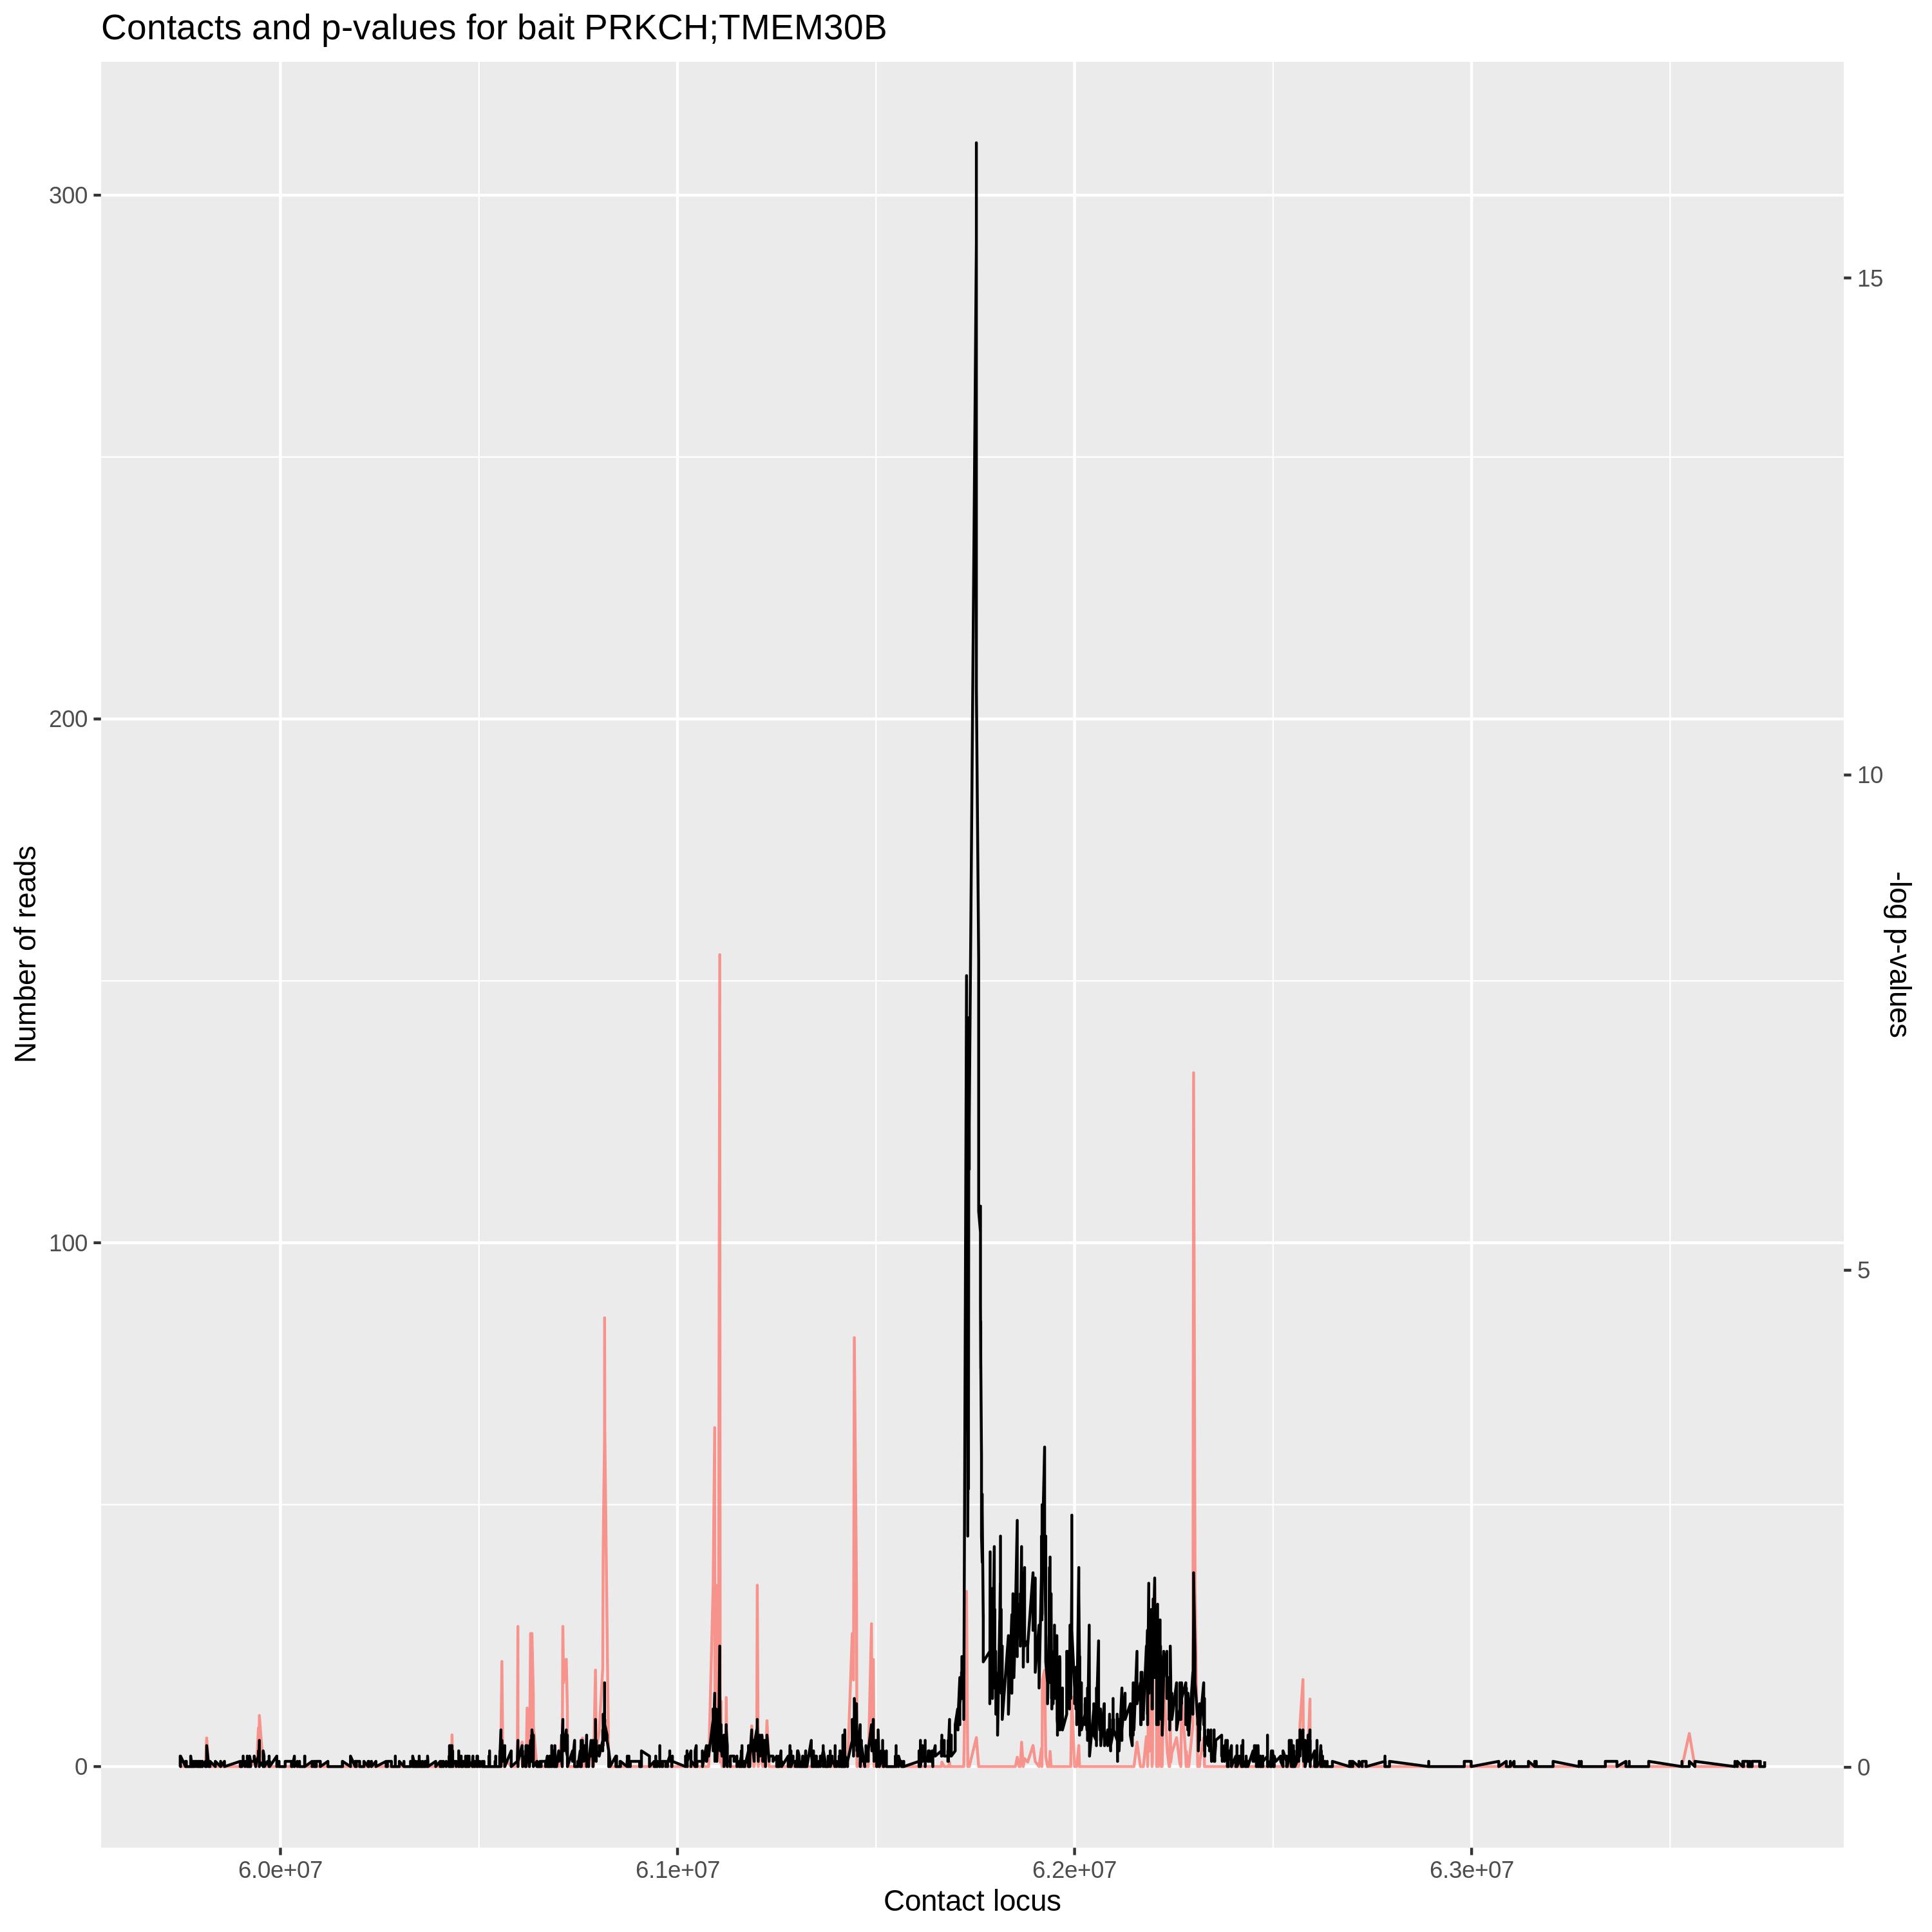 Contacts and p-values for bait PRKCH;TMEM30B
300
200
100
0
Number of reads
15
10
5
0
-log p-values
6.0e+07
6.1e+07
6.2e+07
6.3e+07
Contact locus